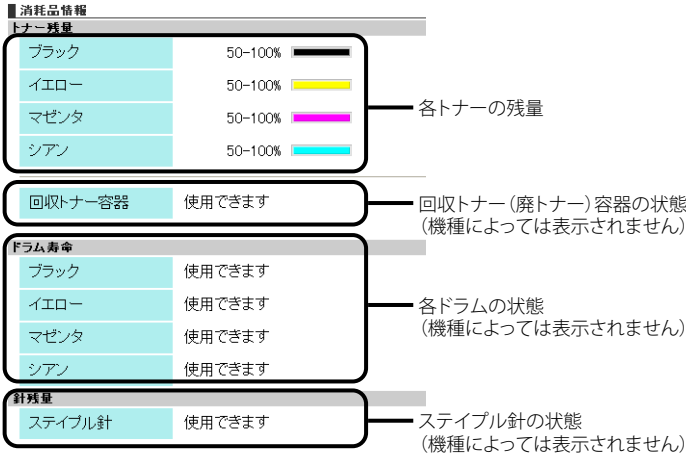 消耗品情報
トナー残量
ブラック 50-100%
イエロー 50-100%
マゼンタ 50-100%
シアン 50-100%
各トナーの残量
回収トナー容器 使用できます
回収トナー（廃トナー）容器の状態
（機種によっては表示されません）
ドラム寿命
ブラック 使用できます
イエロー 使用できます
マゼンタ 使用できます
シアン 使用できます
各ドラムの状態
（機種によっては表示されません）
針残量
ステイプル針 使用できます
ステイプル針の状態
（機種によっては表示されません）